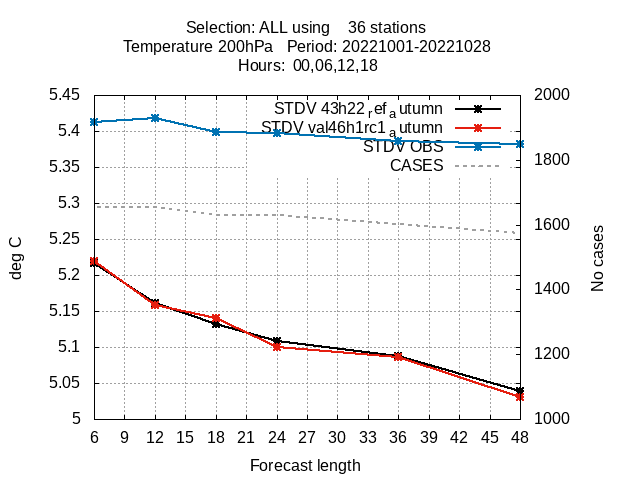 Selection: ALL using 36 stations
Temperature 200hPa Period: 20221001-20221028
Hours: 00,06,12,18
5.45
5.4
5.35
5.3
5.25
5.2
5.15
5.1
5.05
5
deg C
2000
1800
1600
1400
1200
1000
No cases
STDV 43h22refautumn
STDV val46h1rc1autumn
STDV OBS
CASES
6 9 12 15 18 21 24 27 30 33 36 39 42 45 48
Forecast length